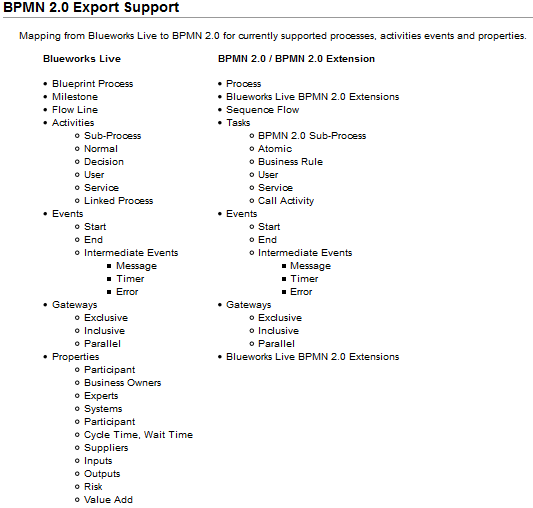 BPMN 2.0 Export Support
Mapping from Blueworks Live to BPMN 2.0 for currently supported processes, activities events and properties.
Blueworks Live
BPMN 2.0 / BPMN 2.0 Extension
• Blueprint Process
• Milestone
• Flow Line
• Activities
◦ Sub-Process
◦ Normal
◦ Decision
◦ User
◦ Service
◦ Linked Process
• Events
◦ Start
◦ End
◦ Intermediate Events
▪ Message
▪ Timer
▪ Error
• Gateways
◦ Exclusive
◦ Inclusive
◦ Parallel
• Properties
◦ Participant
◦ Business Owners
◦ Experts
◦ Systems
◦ Participant
◦ Cycle Time, Wait Time
◦ Suppliers
◦ Inputs
◦ Outputs
◦ Risk
◦ Value Add
• Process
• Blueworks Live BPMN 2.0 Extensions
• Sequence Flow
• Tasks
◦ BPMN 2.0 Sub-Process
◦ Atomic
◦ Business Rule
◦ User
◦ Service
◦ Call Activity
• Events
◦ Start
◦ End
◦ Intermediate Events
▪ Message
▪ Timer
▪ Error
• Gateways
◦ Exclusive
◦ Inclusive
◦ Parallel
• Blueworks Live BPMN 2.0 Extensions